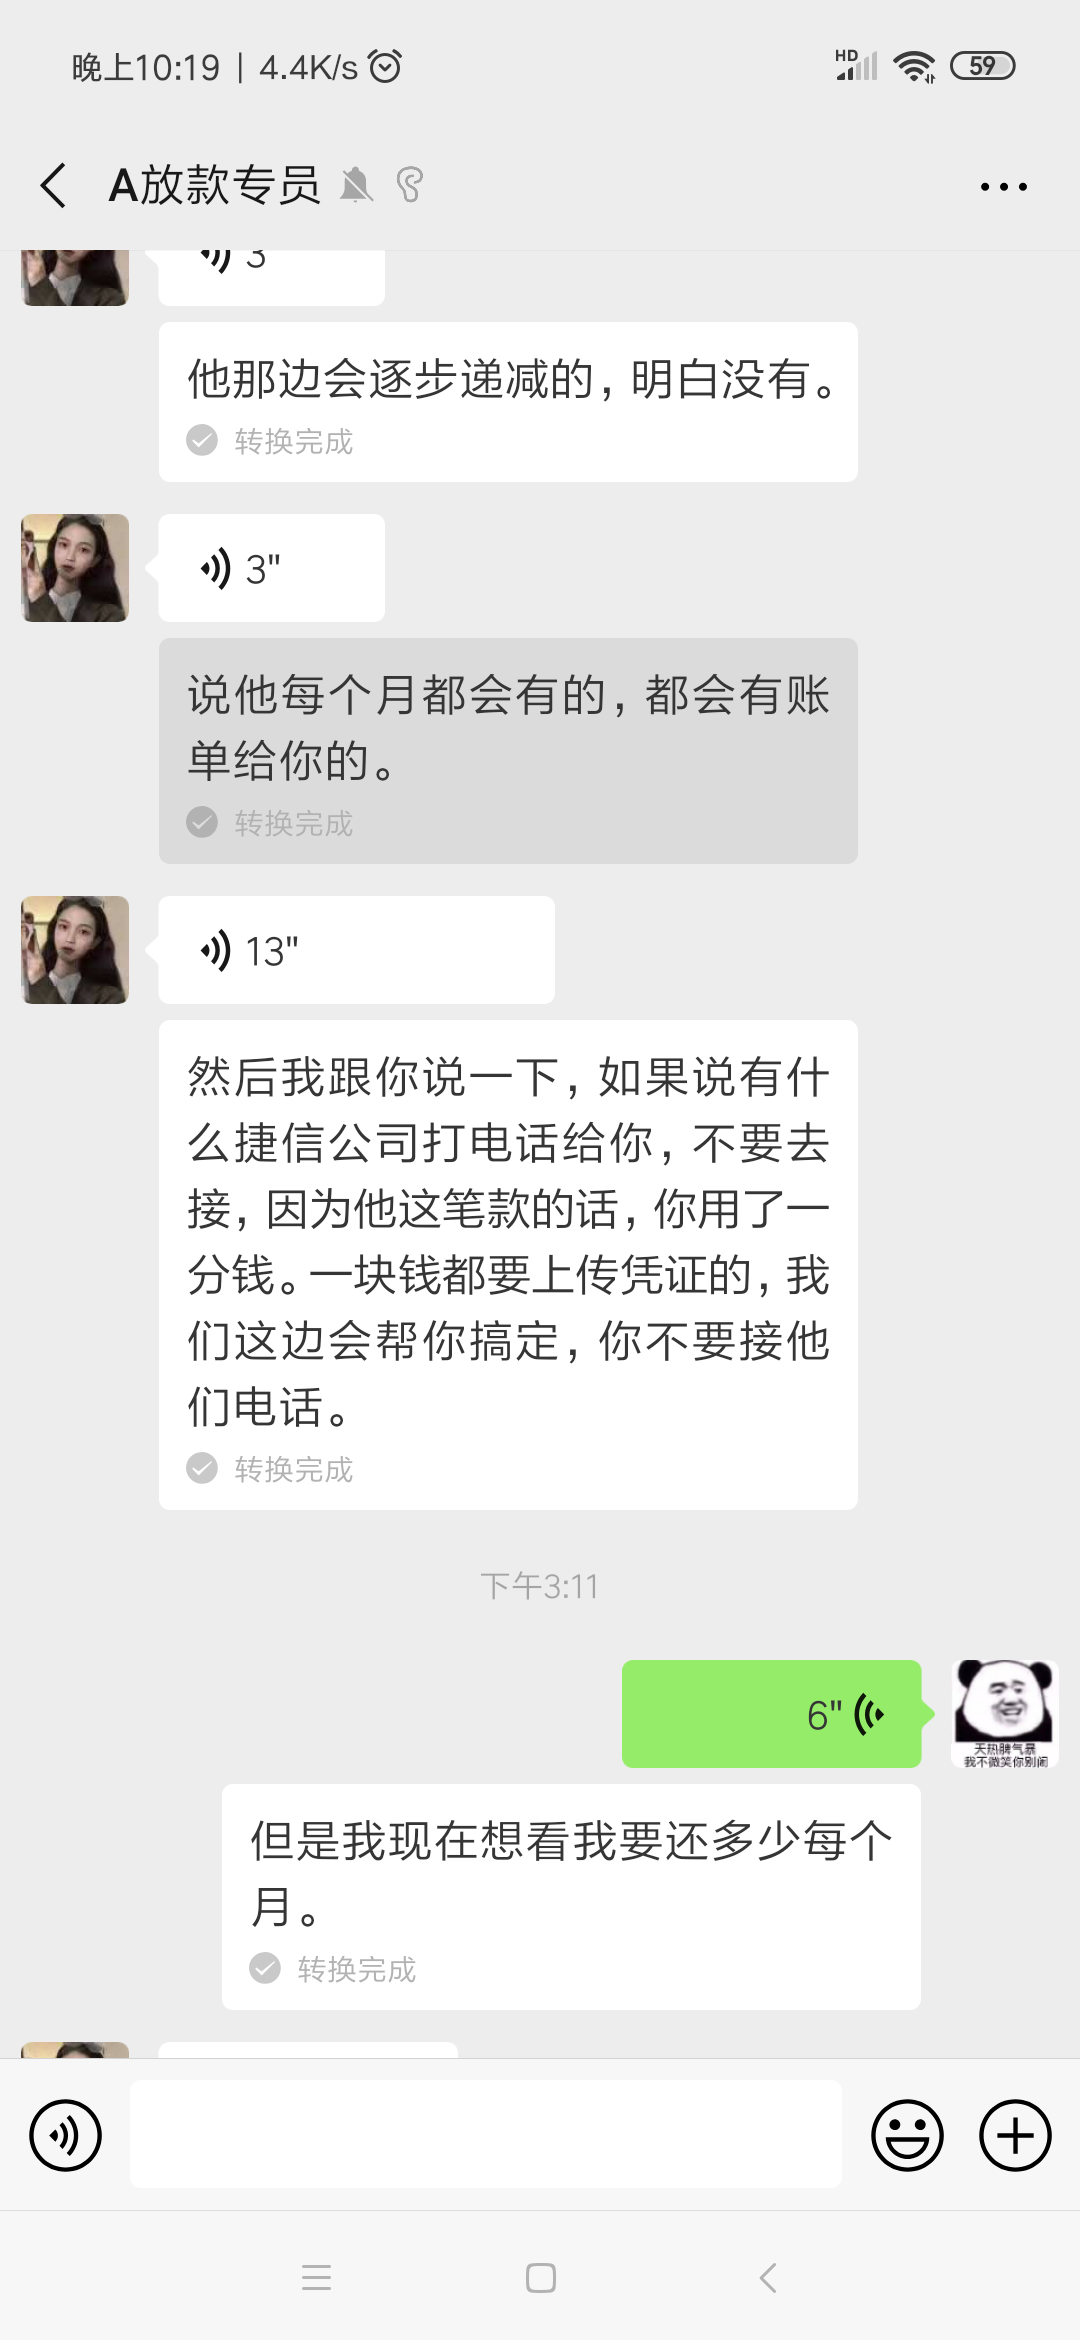 晚上10:19 | 4.4K/s
HD
59
A放款专员
3
他那边会逐步递减的，明白没有。
转换完成
3"
说他每个月都会有的，都会有账
单给你的。
转换完成
13"
然后我跟你说一下，如果说有什
么捷信公司打电话给你，不要去
接，因为他这笔款的话，你用了一
分钱。一块钱都要上传凭证的，我
们这边会帮你搞定，你不要接他
们电话。
转换完成
下午3:11
6"
天热脾气暴
我不微笑你别闹
但是我现在想看我要还多少每个
月。
转换完成